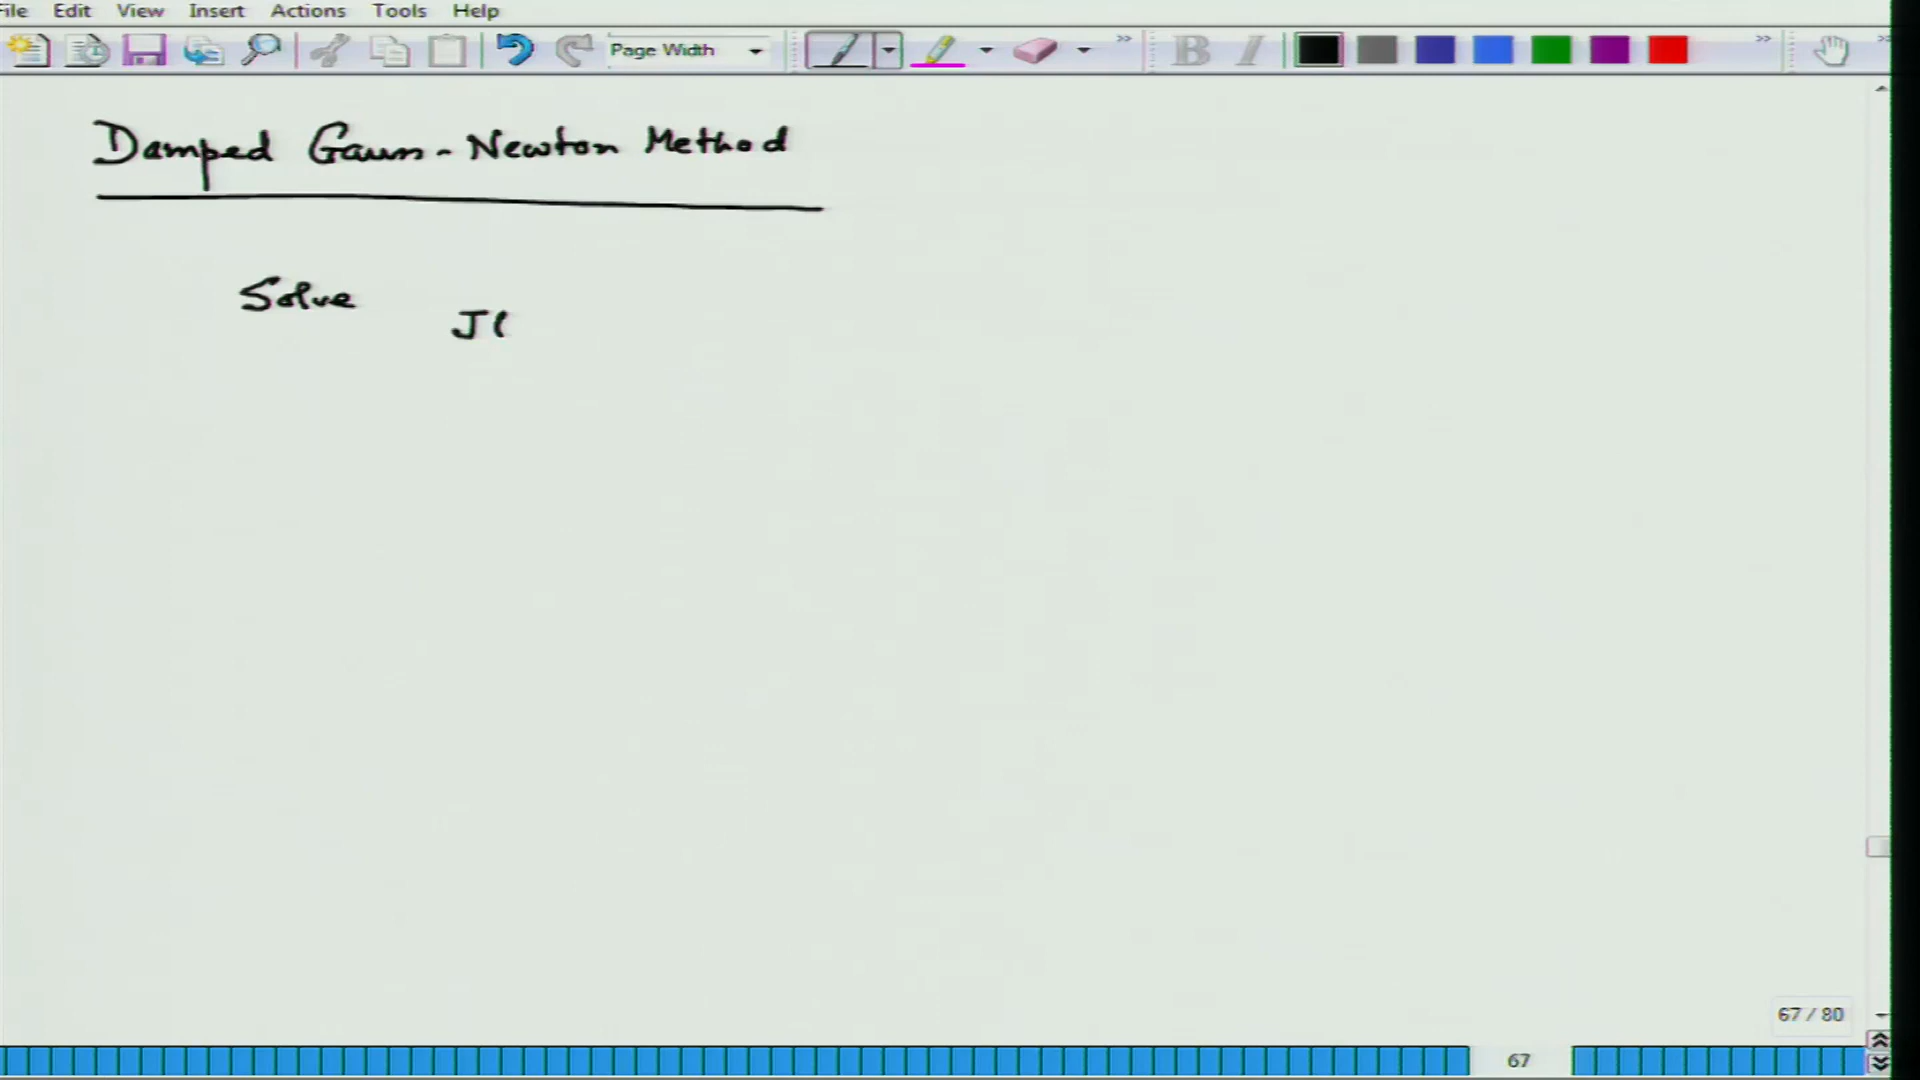 File Edit View Insert Actions Tools Help
Page Width
B I
Damped Gauss-Newton Method
Solve
J(
67 / 80
67